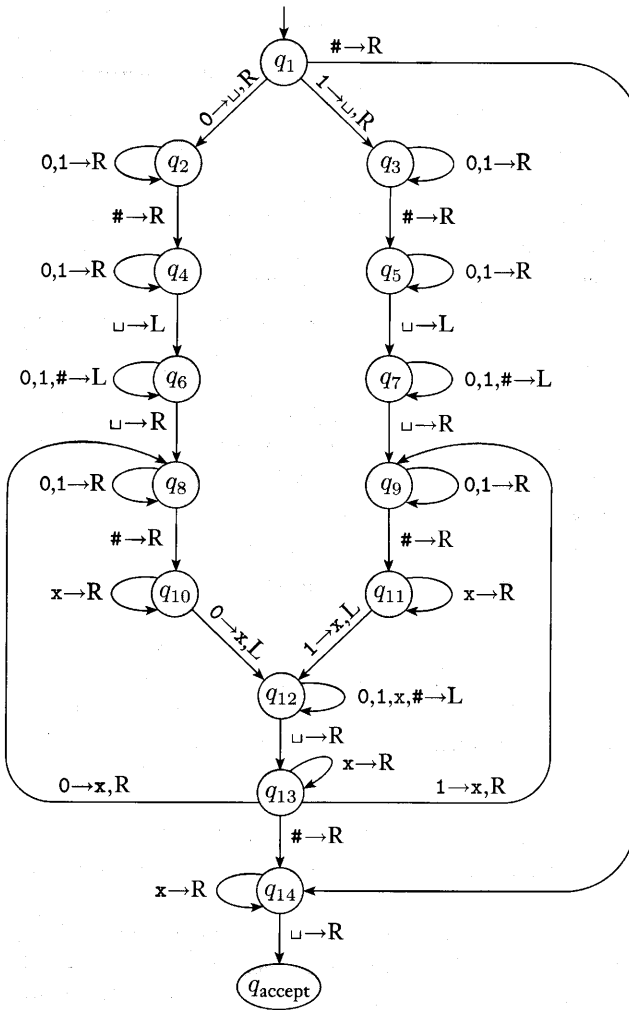 #→R
q1
0→⊔,R 1→⊔,R
0,1→R q2 q3 0,1→R
#→R #→R
0,1→R q4 q5 0,1→R
⊔→L ⊔→L
0,1,#→L q6 q7 0,1,#→L
⊔→R ⊔→R
0,1→R q8 q9 0,1→R
#→R #→R
x→R q10 q11 x→R
0→x,L 1→x,L
q12 0,1,x,#→L
⊔→R
x→R
0→x,R q13 1→x,R
#→R
x→R q14
⊔→R
qaccept